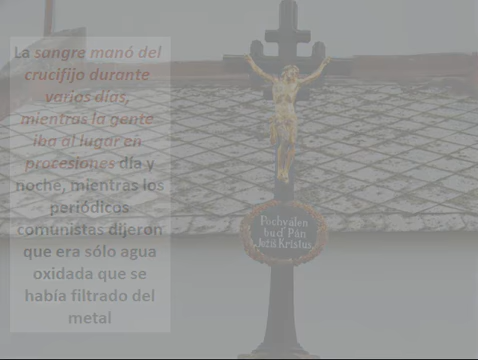 La sangre manó del
crucifijo durante
varios días,
mientras la gente
iba al lugar en
procesiones día y
noche, mientras los
periódicos
comunistas dijeron
que era sólo agua
oxidada que se
había filtrado del
metal
Pochválen
buď Pán
Ježiš Kristus